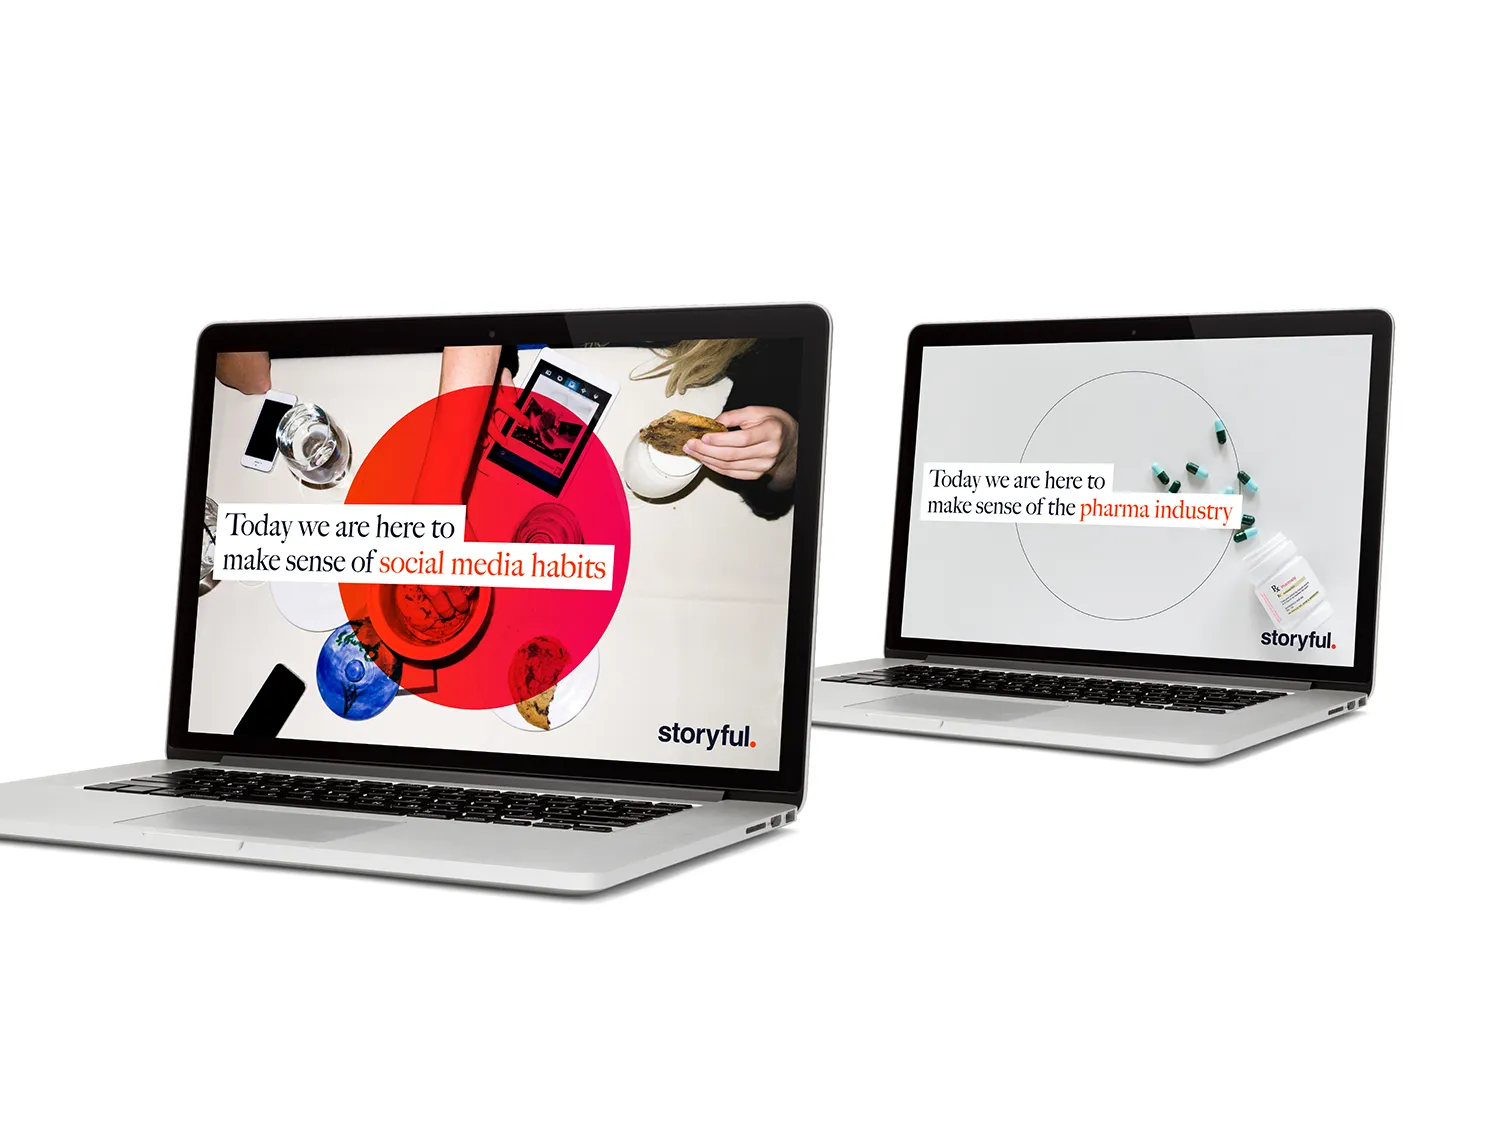 Today we are here to
make sense of social media habits
storyful.
Today we are here to
make sense of the pharma industry
storyful.